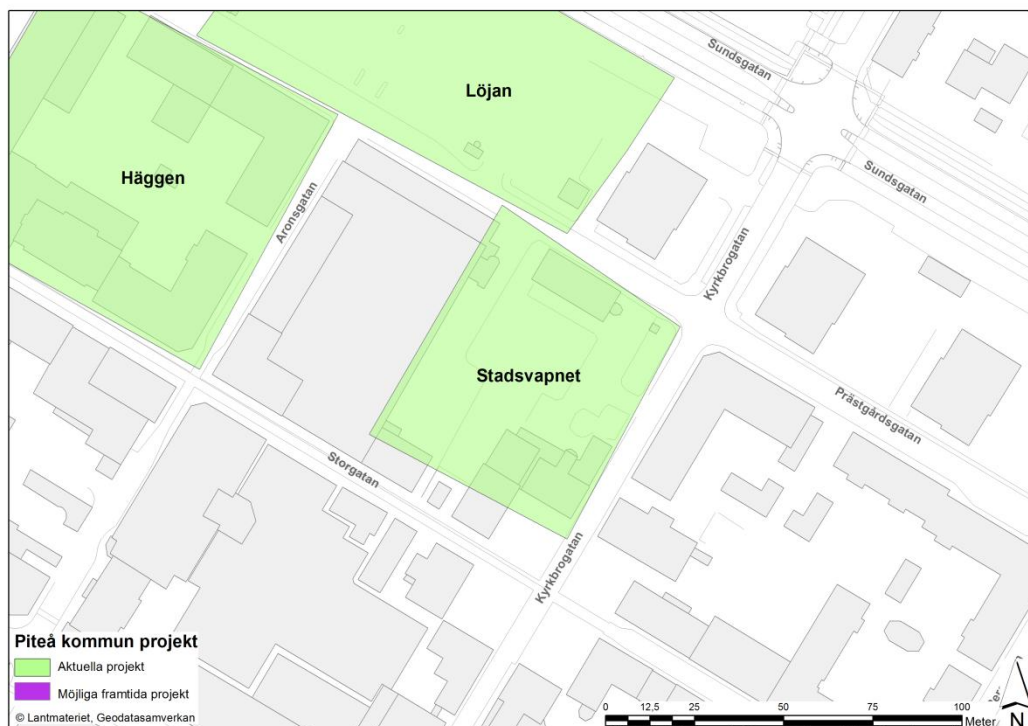 Sundsgatan
Löjan
Häggen
Sundsgatan
Aronsgatan
Kyrkbrogatan
Stadsvapnet
Prästgårdsgatan
Storgatan
Kyrkbrogatan
Piteå kommun projekt
Aktuella projekt
Möjliga framtida projekt
© Lantmateriet, Geodatasamverkan
0 12,5 25 50 75 100
Meter
N